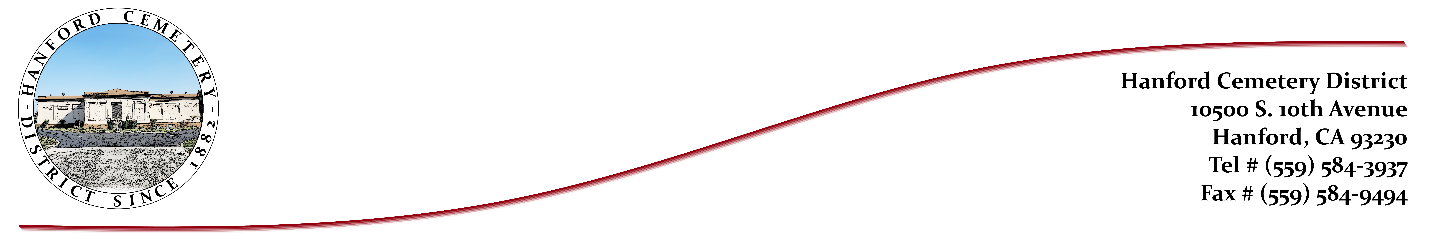 HANFORD CEMETERY - DISTRICT SINCE 1882 -
Hanford Cemetery District
10500 S. 10th Avenue
Hanford, CA 93230
Tel # (559) 584-3937
Fax # (559) 584-9494